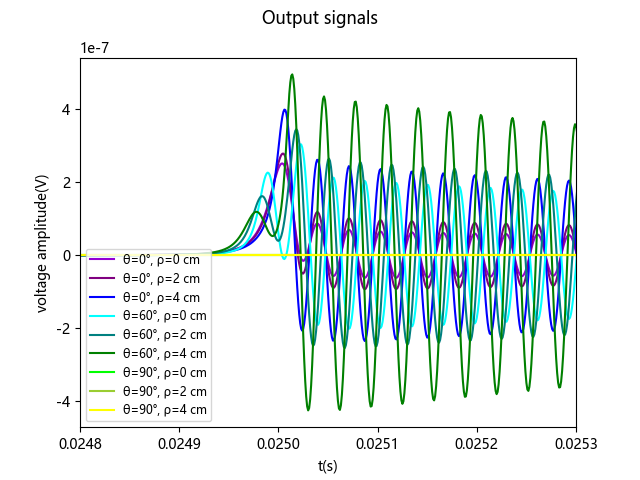 Output signals
1e-7
4
2
0
-2
-4
voltage amplitude(V)
θ=0°, ρ=0 cm
θ=0°, ρ=2 cm
θ=0°, ρ=4 cm
θ=60°, ρ=0 cm
θ=60°, ρ=2 cm
θ=60°, ρ=4 cm
θ=90°, ρ=0 cm
θ=90°, ρ=2 cm
θ=90°, ρ=4 cm
0.0248 0.0249 0.0250 0.0251 0.0252 0.0253
t(s)